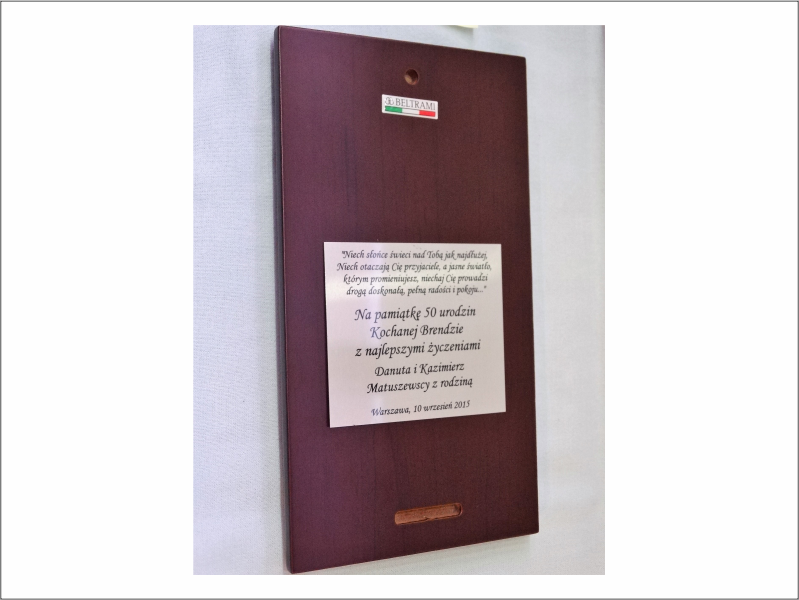 BELTRAMI
"Niech słońce świeci nad Tobą jak najdłużej,
Niech otaczają Cię przyjaciele, a jasne światło,
którym promieniujesz, niechaj Cię prowadzi
drogą doskonałą, pełną radości i pokoju..."
Na pamiątkę 50 urodzin
Kochanej Brendzie
z najlepszymi życzeniami
Danuta i Kazimierz
Matuszewscy z rodziną
Warszawa, 10 wrzesień 2015